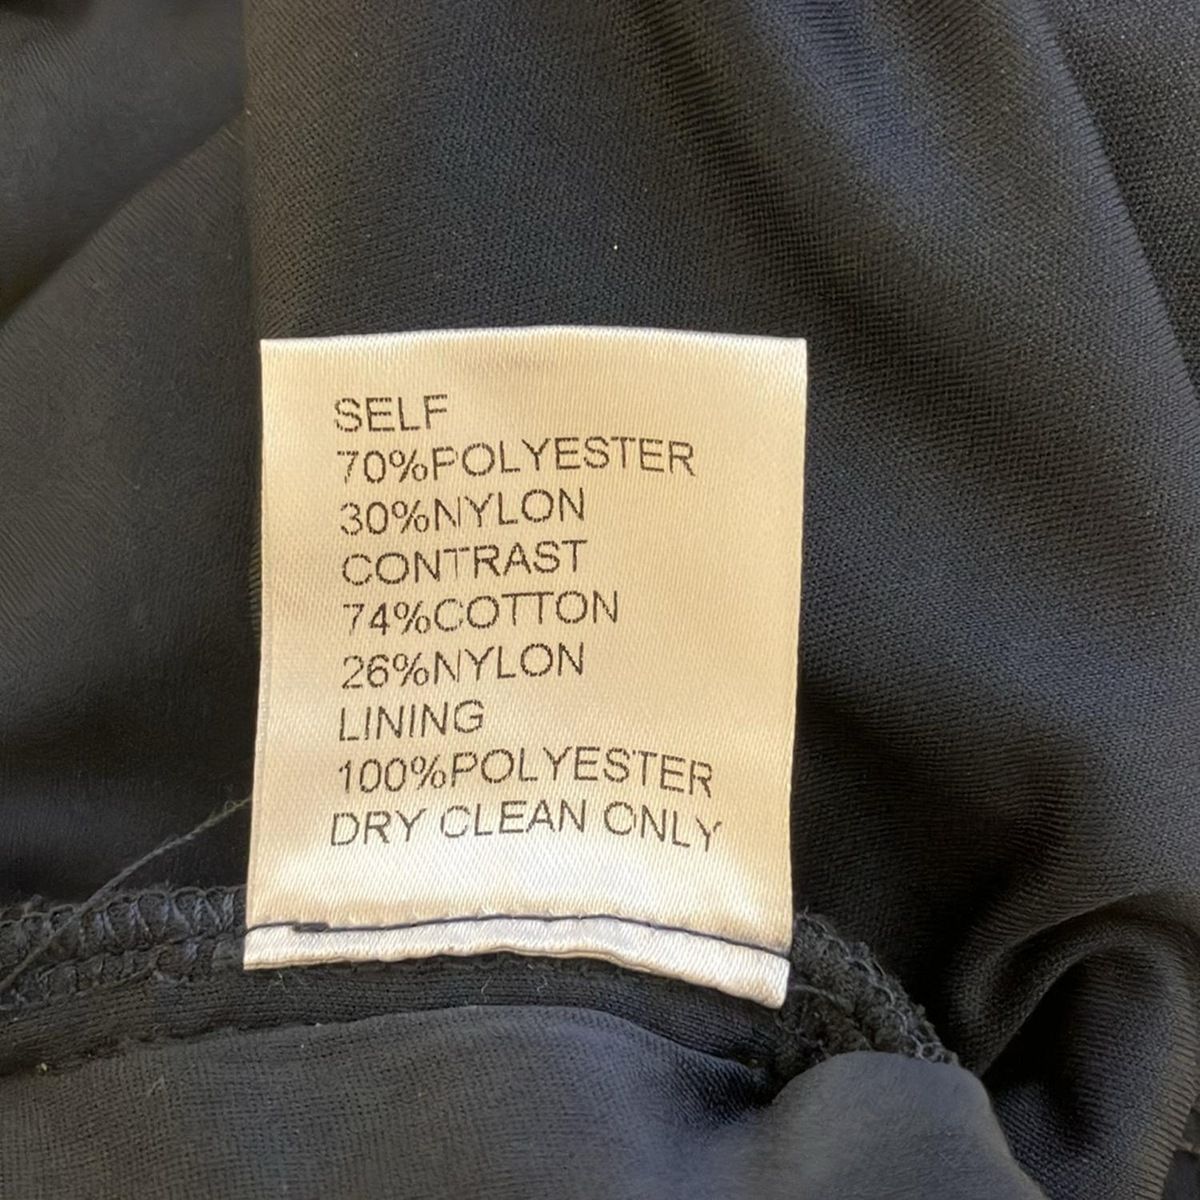 SELF
70%POLYESTER
30%NYLON
CONTRAST
74%COTTON
26%NYLON
LINING
100%POLYESTER
DRY CLEAN ONLY